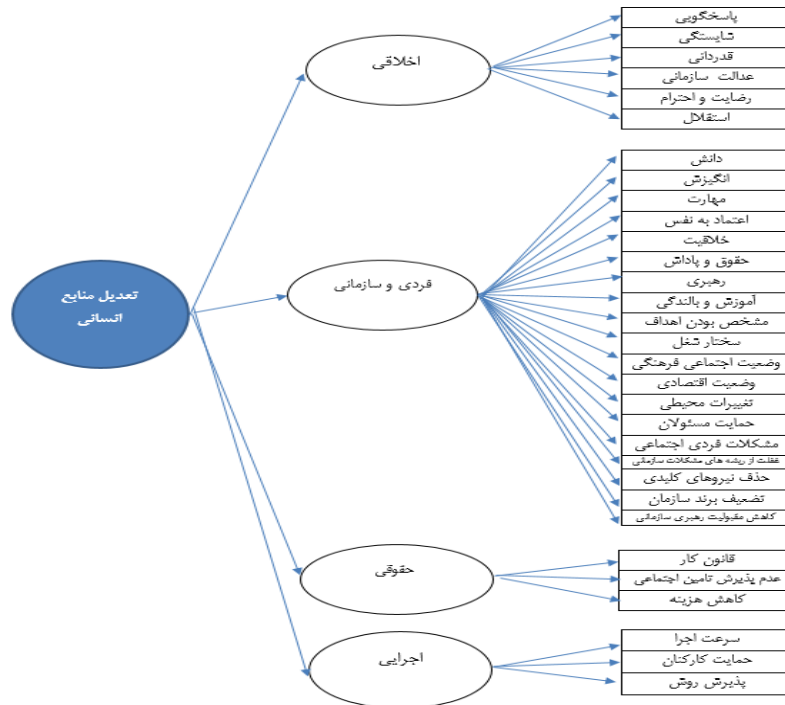 تعدیل منابع
انسانی
اخلاقی
پاسخگویی
شایستگی
قدردانی
عدالت سازمانی
رضایت و احترام
استقلال
فردی و سازمانی
دانش
انگیزش
مهارت
اعتماد به نفس
خلاقیت
حقوق و پاداش
رهبری
آموزش و بالندگی
مشخص بودن اهداف
سختار شغل
وضعیت اجتماعی فرهنگی
وضعیت اقتصادی
تغییرات محیطی
حمایت مسئولان
مشکلات فردی اجتماعی
غفلت از ریشه های مشکلات سازمانی
حذف نیروهای کلیدی
تضعیف برند سازمان
کاهش مقبولیت رهبری سازمانی
حقوقی
قانون کار
عدم پذیرش تامین اجتماعی
کاهش هزینه
اجرایی
سرعت اجرا
حمایت کارکنان
پذیرش روش